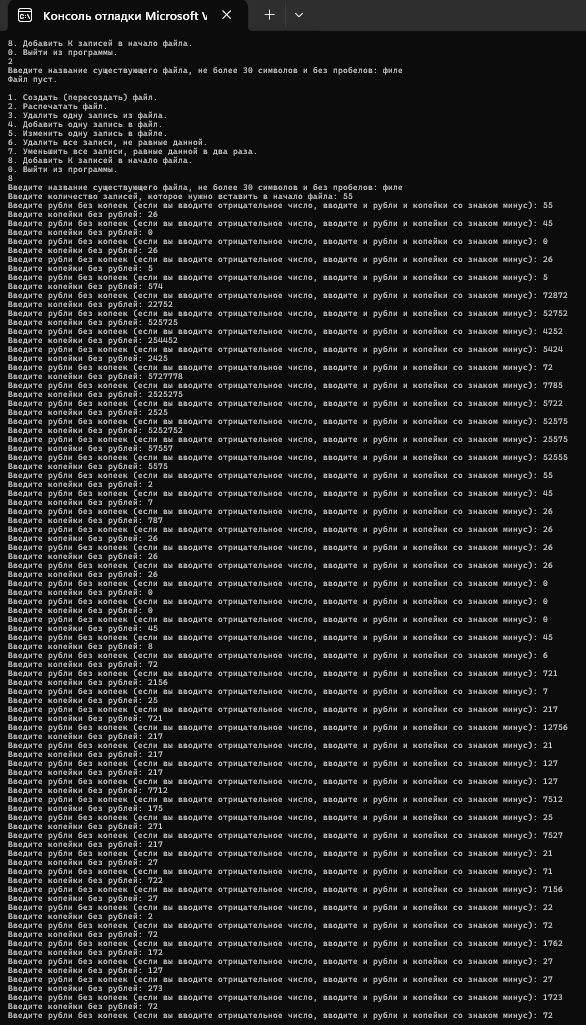 Консоль отладки Microsoft V
8. Добавить К записей в начало файла.
0. Выйти из программы.
2
Введите название существующего файла, не более 30 символов и без пробелов: филе
Файл пуст.
1. Создать (пересоздать) файл.
2. Распечатать файл.
3. Удалить одну запись из файла.
4. Добавить одну запись в файл.
5. Изменить одну запись в файле.
6. Удалить все записи, не равные данной.
7. Уменьшить все записи, равные данной в два раза.
8. Добавить К записей в начало файла.
0. Выйти из программы.
8
Введите название существующего файла, не более 30 символов и без пробелов: филе
Введите количество записей, которое нужно вставить в начало файла: 55
Введите рубли без копеек (если вы вводите отрицательное число, вводите и рубли и копейки со знаком минус): 55
Введите копейки без рублей: 26
Введите рубли без копеек (если вы вводите отрицательное число, вводите и рубли и копейки со знаком минус): 45
Введите копейки без рублей: 0
Введите рубли без копеек (если вы вводите отрицательное число, вводите и рубли и копейки со знаком минус): 0
Введите копейки без рублей: 26
Введите рубли без копеек (если вы вводите отрицательное число, вводите и рубли и копейки со знаком минус): 26
Введите копейки без рублей: 5
Введите рубли без копеек (если вы вводите отрицательное число, вводите и рубли и копейки со знаком минус): 5
Введите копейки без рублей: 574
Введите рубли без копеек (если вы вводите отрицательное число, вводите и рубли и копейки со знаком минус): 72872
Введите копейки без рублей: 22752
Введите рубли без копеек (если вы вводите отрицательное число, вводите и рубли и копейки со знаком минус): 52752
Введите копейки без рублей: 525725
Введите рубли без копеек (если вы вводите отрицательное число, вводите и рубли и копейки со знаком минус): 4252
Введите копейки без рублей: 254452
Введите рубли без копеек (если вы вводите отрицательное число, вводите и рубли и копейки со знаком минус): 5424
Введите копейки без рублей: 2425
Введите рубли без копеек (если вы вводите отрицательное число, вводите и рубли и копейки со знаком минус): 72
Введите копейки без рублей: 5727778
Введите рубли без копеек (если вы вводите отрицательное число, вводите и рубли и копейки со знаком минус): 7785
Введите копейки без рублей: 2525275
Введите рубли без копеек (если вы вводите отрицательное число, вводите и рубли и копейки со знаком минус): 5722
Введите копейки без рублей: 2525
Введите рубли без копеек (если вы вводите отрицательное число, вводите и рубли и копейки со знаком минус): 52575
Введите копейки без рублей: 5252752
Введите рубли без копеек (если вы вводите отрицательное число, вводите и рубли и копейки со знаком минус): 25575
Введите копейки без рублей: 57557
Введите рубли без копеек (если вы вводите отрицательное число, вводите и рубли и копейки со знаком минус): 52555
Введите копейки без рублей: 5575
Введите рубли без копеек (если вы вводите отрицательное число, вводите и рубли и копейки со знаком минус): 55
Введите копейки без рублей: 2
Введите рубли без копеек (если вы вводите отрицательное число, вводите и рубли и копейки со знаком минус): 45
Введите копейки без рублей: 7
Введите рубли без копеек (если вы вводите отрицательное число, вводите и рубли и копейки со знаком минус): 26
Введите копейки без рублей: 787
Введите рубли без копеек (если вы вводите отрицательное число, вводите и рубли и копейки со знаком минус): 26
Введите копейки без рублей: 26
Введите рубли без копеек (если вы вводите отрицательное число, вводите и рубли и копейки со знаком минус): 26
Введите копейки без рублей: 26
Введите рубли без копеек (если вы вводите отрицательное число, вводите и рубли и копейки со знаком минус): 26
Введите копейки без рублей: 26
Введите рубли без копеек (если вы вводите отрицательное число, вводите и рубли и копейки со знаком минус): 0
Введите копейки без рублей: 0
Введите рубли без копеек (если вы вводите отрицательное число, вводите и рубли и копейки со знаком минус): 0
Введите копейки без рублей: 0
Введите рубли без копеек (если вы вводите отрицательное число, вводите и рубли и копейки со знаком минус): 0
Введите копейки без рублей: 45
Введите рубли без копеек (если вы вводите отрицательное число, вводите и рубли и копейки со знаком минус): 45
Введите копейки без рублей: 8
Введите рубли без копеек (если вы вводите отрицательное число, вводите и рубли и копейки со знаком минус): 6
Введите копейки без рублей: 72
Введите рубли без копеек (если вы вводите отрицательное число, вводите и рубли и копейки со знаком минус): 721
Введите копейки без рублей: 2156
Введите рубли без копеек (если вы вводите отрицательное число, вводите и рубли и копейки со знаком минус): 7
Введите копейки без рублей: 25
Введите рубли без копеек (если вы вводите отрицательное число, вводите и рубли и копейки со знаком минус): 217
Введите копейки без рублей: 721
Введите рубли без копеек (если вы вводите отрицательное число, вводите и рубли и копейки со знаком минус): 12756
Введите копейки без рублей: 217
Введите рубли без копеек (если вы вводите отрицательное число, вводите и рубли и копейки со знаком минус): 21
Введите копейки без рублей: 217
Введите рубли без копеек (если вы вводите отрицательное число, вводите и рубли и копейки со знаком минус): 127
Введите копейки без рублей: 217
Введите рубли без копеек (если вы вводите отрицательное число, вводите и рубли и копейки со знаком минус): 127
Введите копейки без рублей: 7712
Введите рубли без копеек (если вы вводите отрицательное число, вводите и рубли и копейки со знаком минус): 7512
Введите копейки без рублей: 175
Введите рубли без копеек (если вы вводите отрицательное число, вводите и рубли и копейки со знаком минус): 25
Введите копейки без рублей: 271
Введите рубли без копеек (если вы вводите отрицательное число, вводите и рубли и копейки со знаком минус): 7527
Введите копейки без рублей: 217
Введите рубли без копеек (если вы вводите отрицательное число, вводите и рубли и копейки со знаком минус): 21
Введите копейки без рублей: 27
Введите рубли без копеек (если вы вводите отрицательное число, вводите и рубли и копейки со знаком минус): 71
Введите копейки без рублей: 722
Введите рубли без копеек (если вы вводите отрицательное число, вводите и рубли и копейки со знаком минус): 7156
Введите копейки без рублей: 27
Введите рубли без копеек (если вы вводите отрицательное число, вводите и рубли и копейки со знаком минус): 22
Введите копейки без рублей: 2
Введите рубли без копеек (если вы вводите отрицательное число, вводите и рубли и копейки со знаком минус): 72
Введите копейки без рублей: 72
Введите рубли без копеек (если вы вводите отрицательное число, вводите и рубли и копейки со знаком минус): 1762
Введите копейки без рублей: 172
Введите рубли без копеек (если вы вводите отрицательное число, вводите и рубли и копейки со знаком минус): 27
Введите копейки без рублей: 127
Введите рубли без копеек (если вы вводите отрицательное число, вводите и рубли и копейки со знаком минус): 27
Введите копейки без рублей: 273
Введите рубли без копеек (если вы вводите отрицательное число, вводите и рубли и копейки со знаком минус): 1723
Введите копейки без рублей: 72
Введите рубли без копеек (если вы вводите отрицательное число, вводите и рубли и копейки со знаком минус): 72